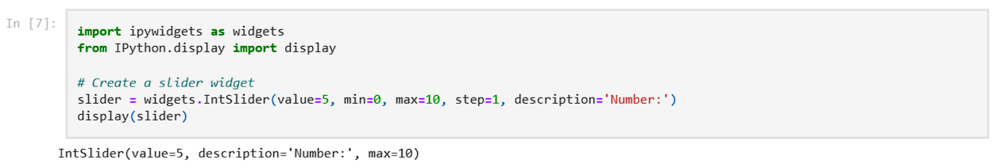 In [7]:
import ipywidgets as widgets
from IPython.display import display
# Create a slider widget
slider = widgets.IntSlider(value=5, min=0, max=10, step=1, description='Number:')
display(slider)
IntSlider(value=5, description='Number:', max=10)